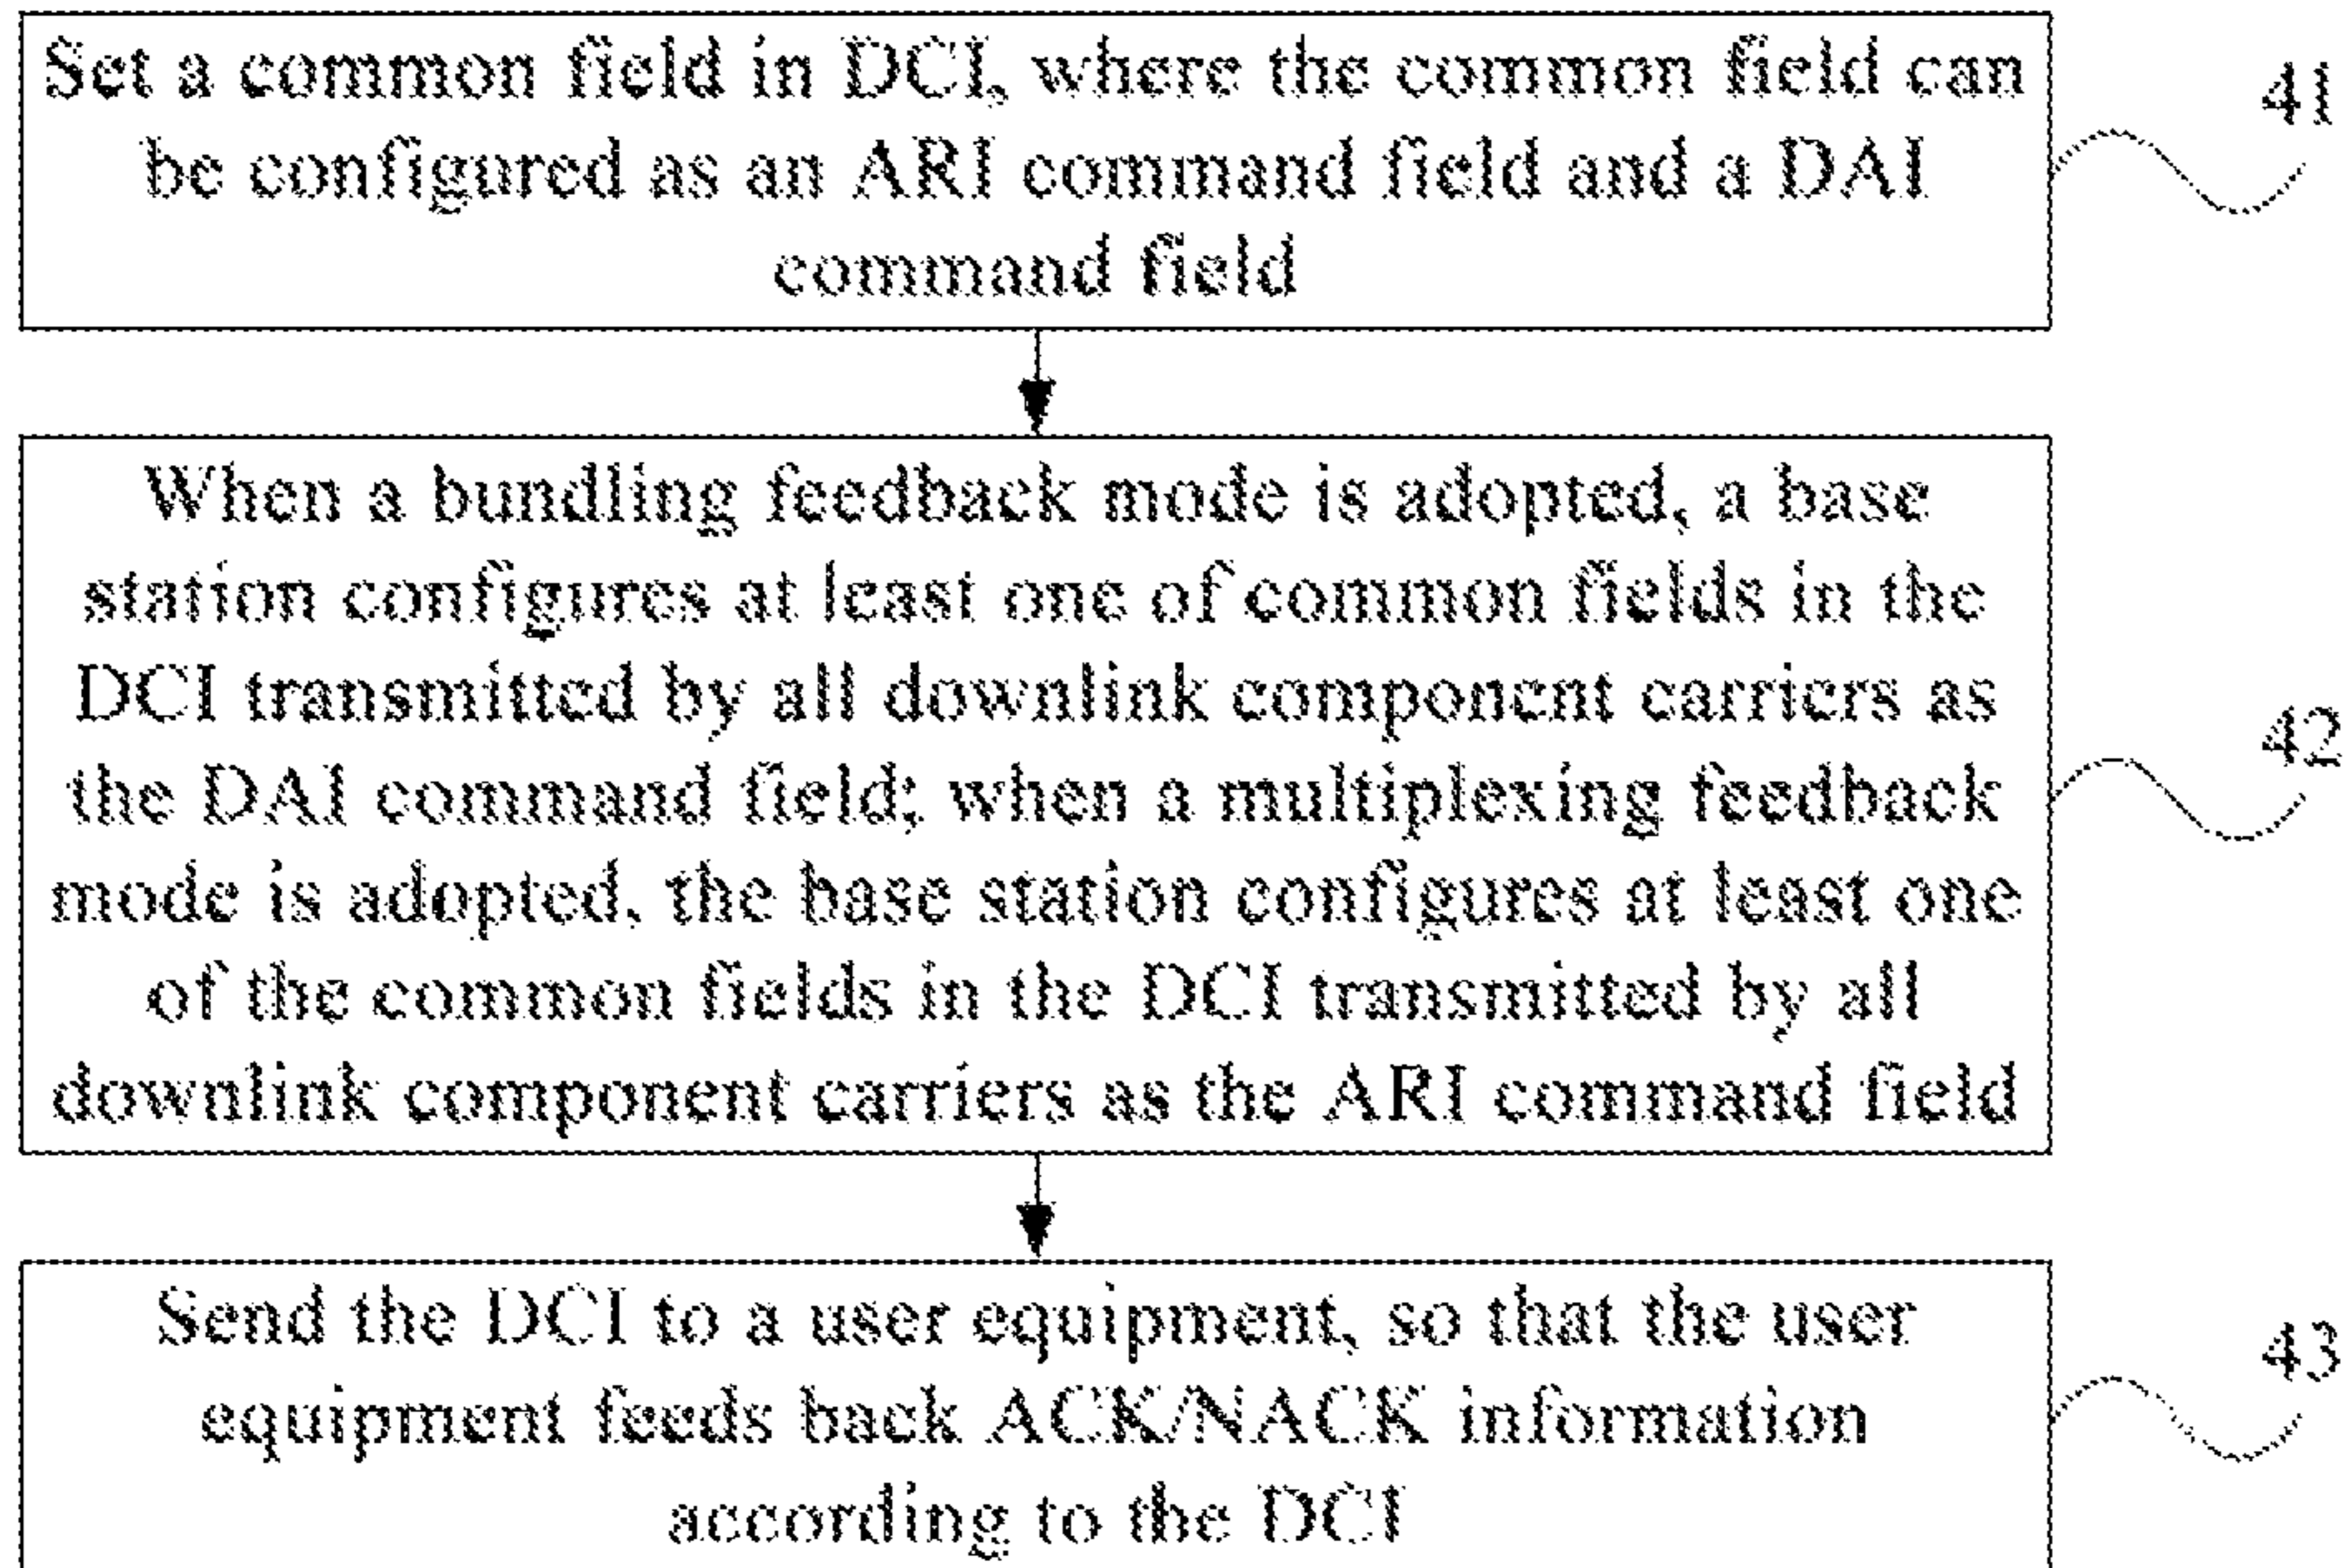 Set a common field in DCI, where the common field can
be configured as an ARI command field and a DAI
command field
41
When a bundling feedback mode is adopted, a base
station configures at least one of common fields in the
DCI transmitted by all downlink component carriers as
the DAI command field; when a multiplexing feedback
mode is adopted, the base station configures at least one
of the common fields in the DCI transmitted by all
downlink component carriers as the ARI command field
42
Send the DCI to a user equipment, so that the user
equipment feeds back ACK/NACK information
according to the DCI
43